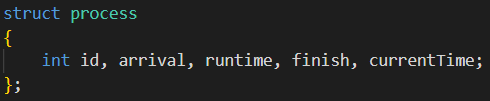 struct process
{
    int id, arrival, runtime, finish, currentTime;
};